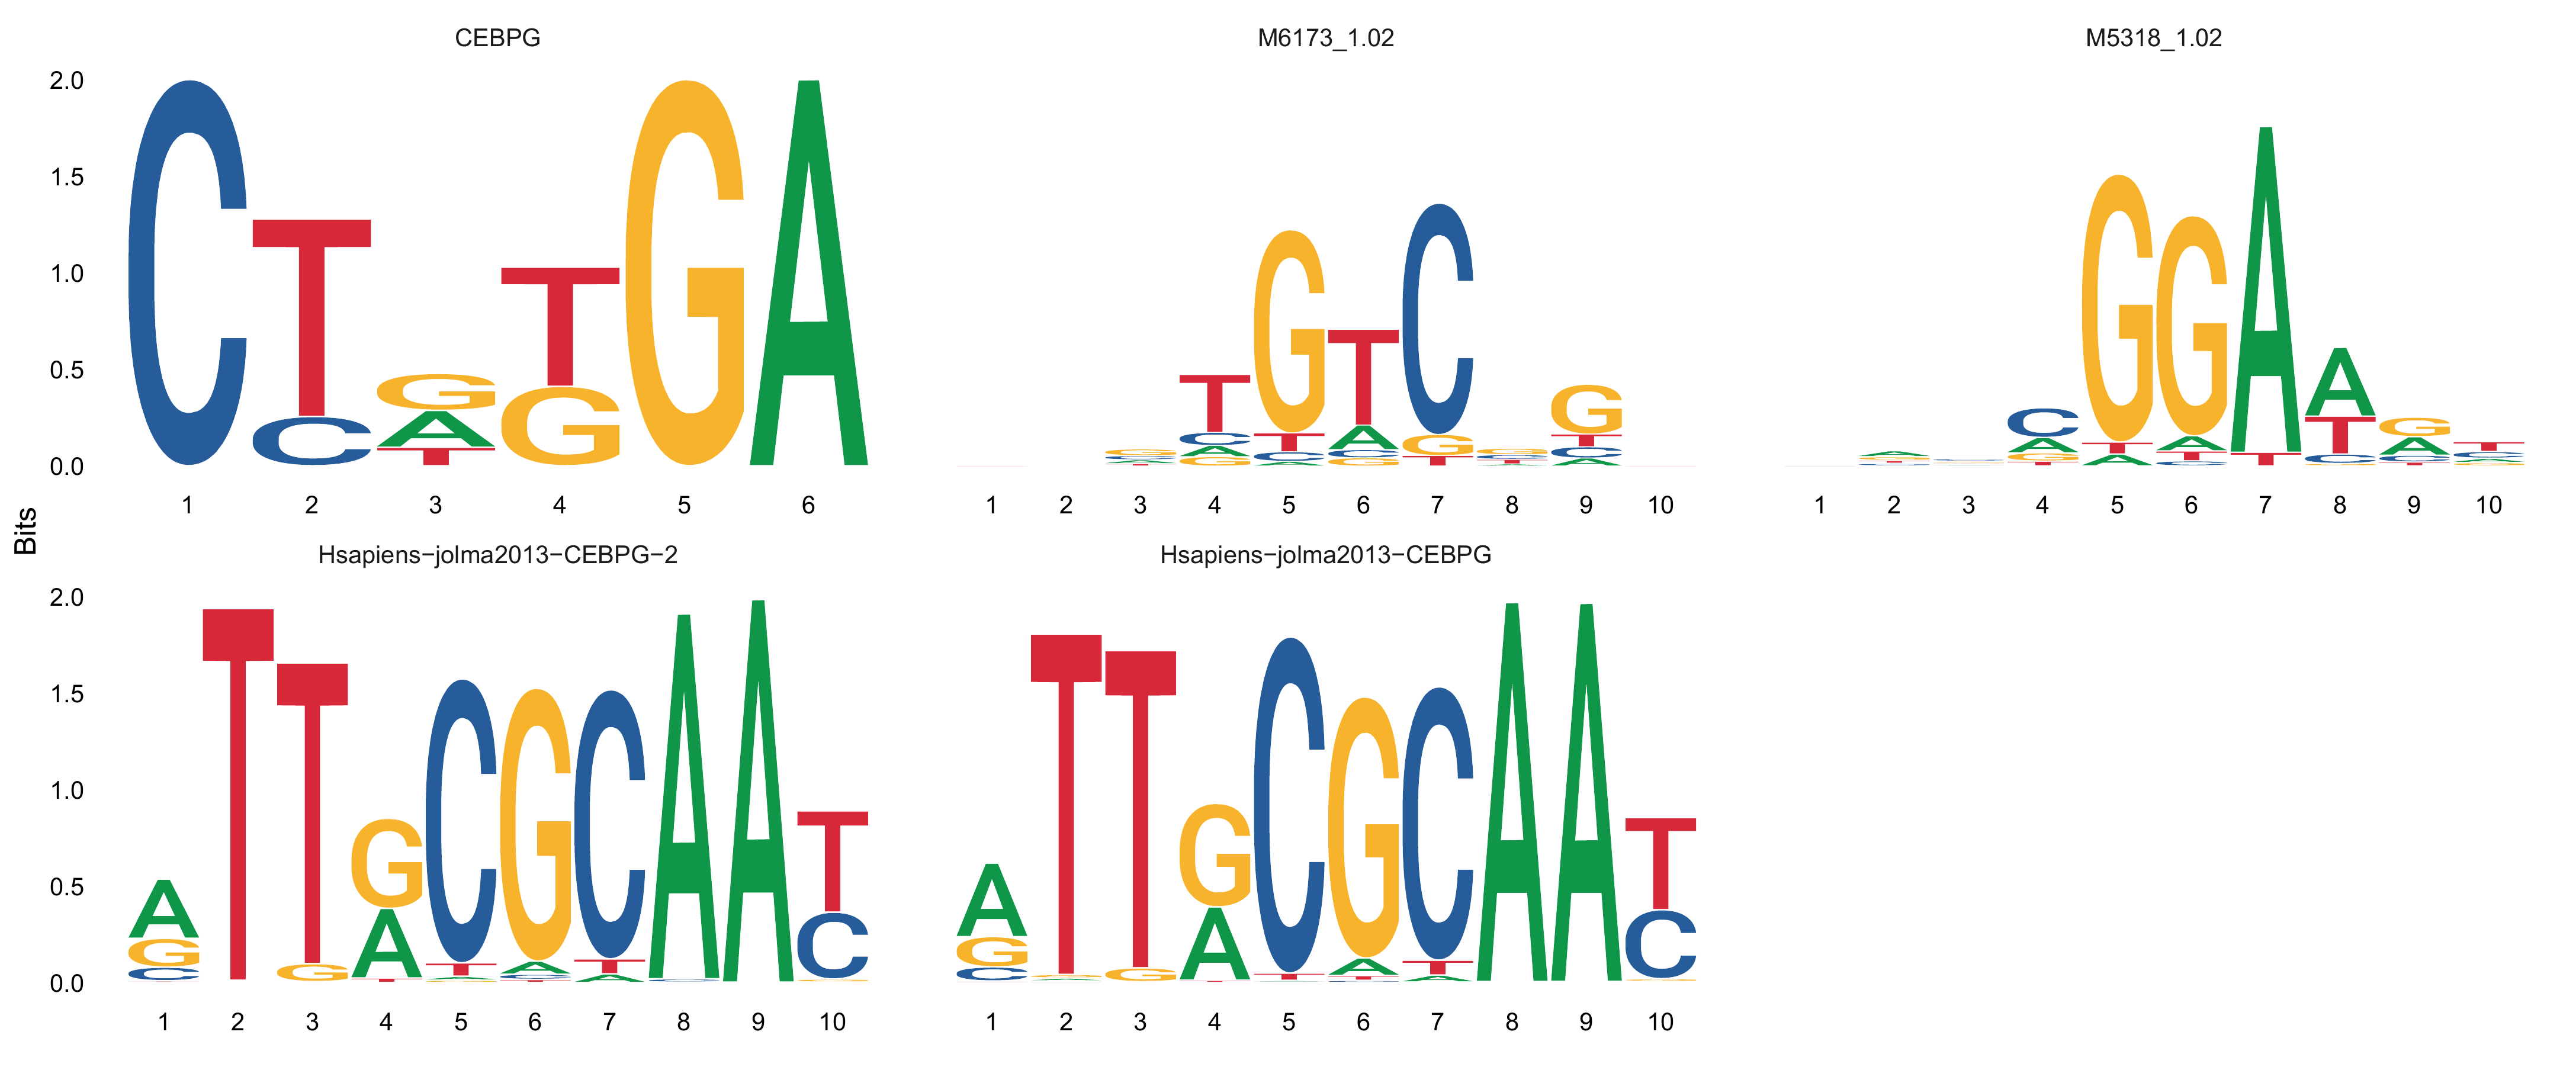 CEBPG
M6173_1.02
M5318_1.02
2.0
1.5
1.0
0.5
0.0
C T C G A T T G G A
T C A G G T C A T C A G C G T G C A
C A G G A A T C G A T C
1 2 3 4 5 6
1 2 3 4 5 6 7 8 9 10
1 2 3 4 5 6 7 8 9 10
Bits
Hsapiens−jolma2013−CEBPG−2
Hsapiens−jolma2013−CEBPG
2.0
1.5
1.0
0.5
0.0
A G C T T G G A C G C A A T C
A G C T T G G A C G C A A T C
1 2 3 4 5 6 7 8 9 10
1 2 3 4 5 6 7 8 9 10